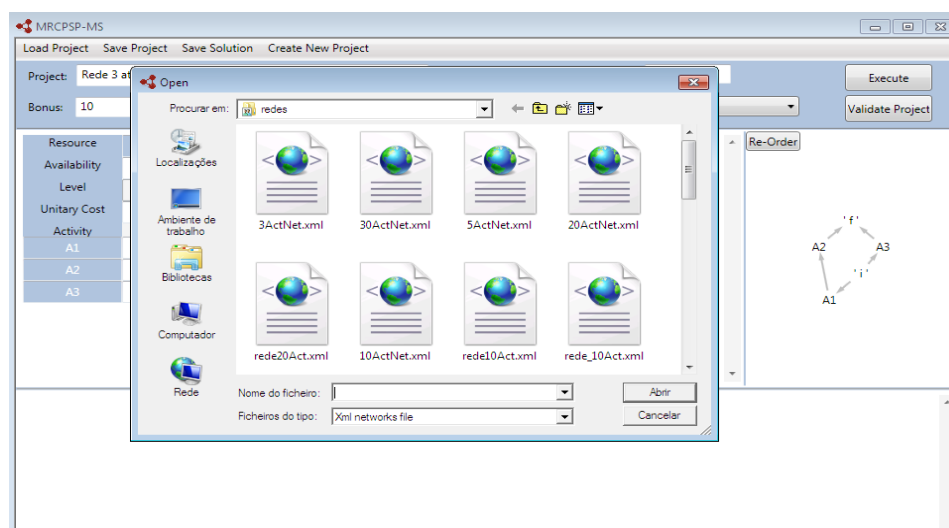 MRCPSP-MS
Load Project Save Project Save Solution Create New Project
Project: Rede 3 at
Execute
Bonus: 10
Validate Project
Open
Procurar em: redes
Resource
Availability
Level
Unitary Cost
Activity
A1
A2
A3
Localizações
Ambiente de
trabalho
Bibliotecas
Computador
Rede
3ActNet.xml 30ActNet.xml 5ActNet.xml 20ActNet.xml
rede20Act.xml 10ActNet.xml rede10Act.xml rede_10Act.xml
Nome do ficheiro: Abrir
Ficheiros do tipo: Xml networks file Cancelar
Re-Order
'f'
A2 A3
'i'
A1